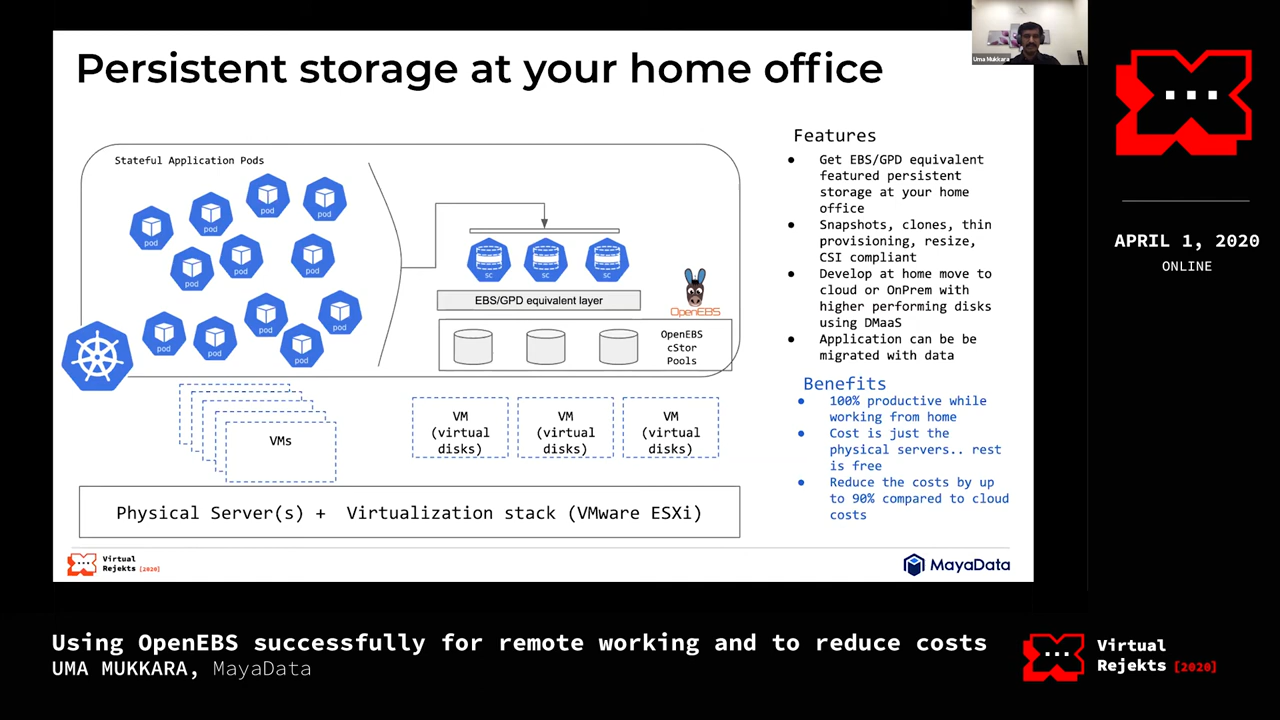 Persistent storage at your home office
Uma Mukkara
Stateful Application Pods
pod
pod
pod
pod
pod
pod
pod
pod
pod
pod
pod
pod
sc
sc
sc
EBS/GPD equivalent layer
OpenEBS
OpenEBS
cStor
Pools
VMs
VM
(virtual
disks)
VM
(virtual
disks)
VM
(virtual
disks)
Physical Server(s) + Virtualization stack (VMware ESXi)
Features
● Get EBS/GPD equivalent
featured persistent
storage at your home
office
● Snapshots, clones, thin
provisioning, resize,
CSI compliant
● Develop at home move to
cloud or OnPrem with
higher performing disks
using DMaaS
● Application can be be
migrated with data
Benefits
● 100% productive while
working from home
● Cost is just the
physical servers.. rest
is free
● Reduce the costs by up
to 90% compared to cloud
costs
Virtual
Rejekts [2020]
MayaData
APRIL 1, 2020
ONLINE
Using OpenEBS successfully for remote working and to reduce costs
UMA MUKKARA, MayaData
Virtual
Rejekts [2020]